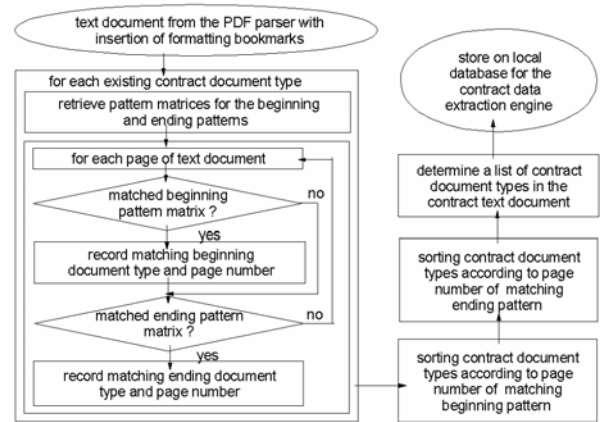 text document from the PDF parser with
insertion of formatting bookmarks
for each existing contract document type
retrieve pattern matrices for the beginning
and ending patterns
for each page of text document
matched beginning
pattern matrix ?
no
yes
record matching beginning
document type and page number
matched ending pattern
matrix ?
no
yes
record matching ending document
type and page number
store on local
database for the
contract data
extraction engine
determine a list of contract
document types in the
contract text document
sorting contract document
types according to page
number of matching
ending pattern
sorting contract document
types according to page
number of matching
beginning pattern